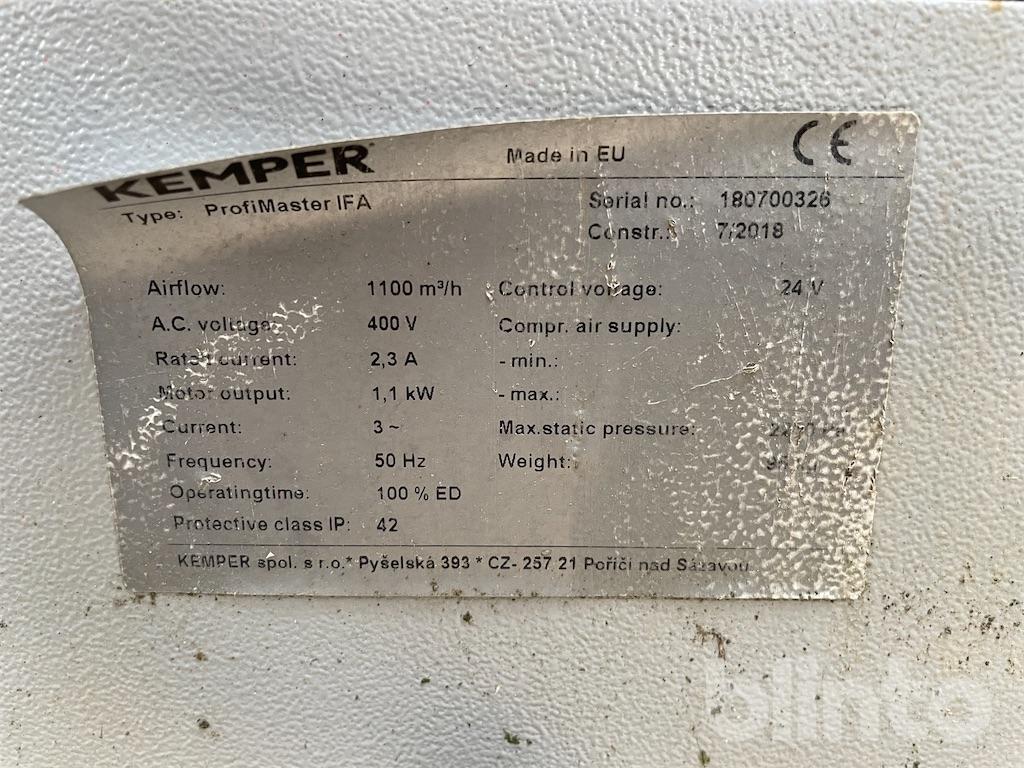 KEMPER
Made in EU
CE
Type: ProfiMaster IFA
Serial no.: 180700326
Constr.: 7/2018
Airflow: 1100 m³/h
Control voltage: 24 V
A.C. voltage: 400 V
Compr. air supply:
Rated current: 2,3 A
- min.:
Motor output: 1,1 kW
- max.:
Current: 3 ~
Max.static pressure:
Frequency: 50 Hz
Weight:
Operatingtime: 100 % ED
Protective class IP: 42
KEMPER spol. s r.o.* Pyšelská 393 * CZ- 257 21 Poříčí nad Sázavou
blinto